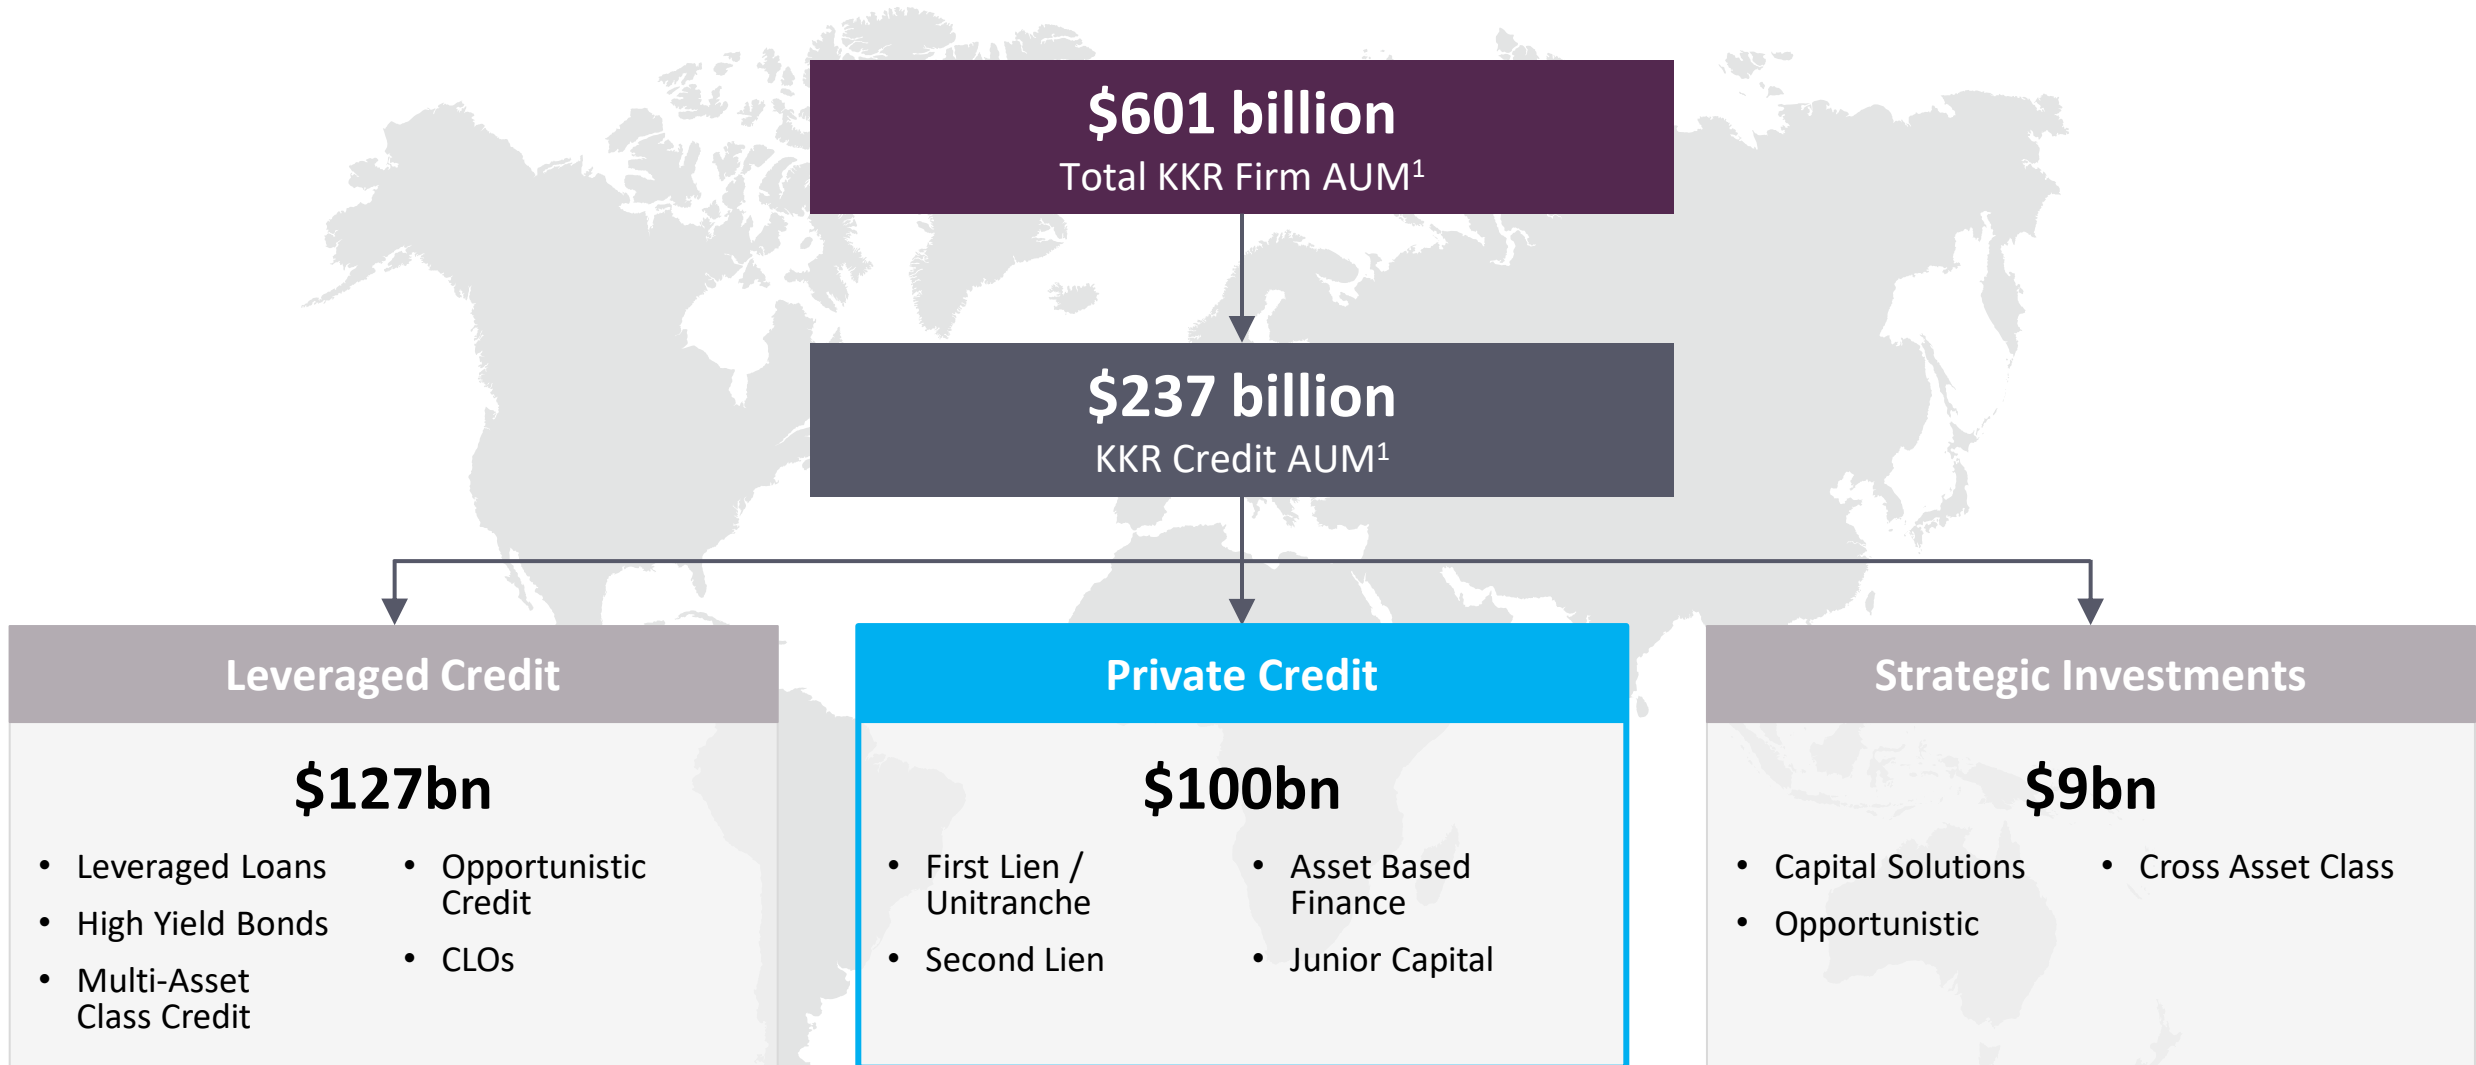 $601 billion
Total KKR Firm AUM¹
$237 billion
KKR Credit AUM¹
Leveraged Credit
$127bn
• Leveraged Loans
• High Yield Bonds
• Multi-Asset
Class Credit
• Opportunistic
Credit
• CLOs
Private Credit
$100bn
• First Lien /
Unitranche
• Second Lien
• Asset Based
Finance
• Junior Capital
Strategic Investments
$9bn
• Capital Solutions
• Opportunistic
• Cross Asset Class